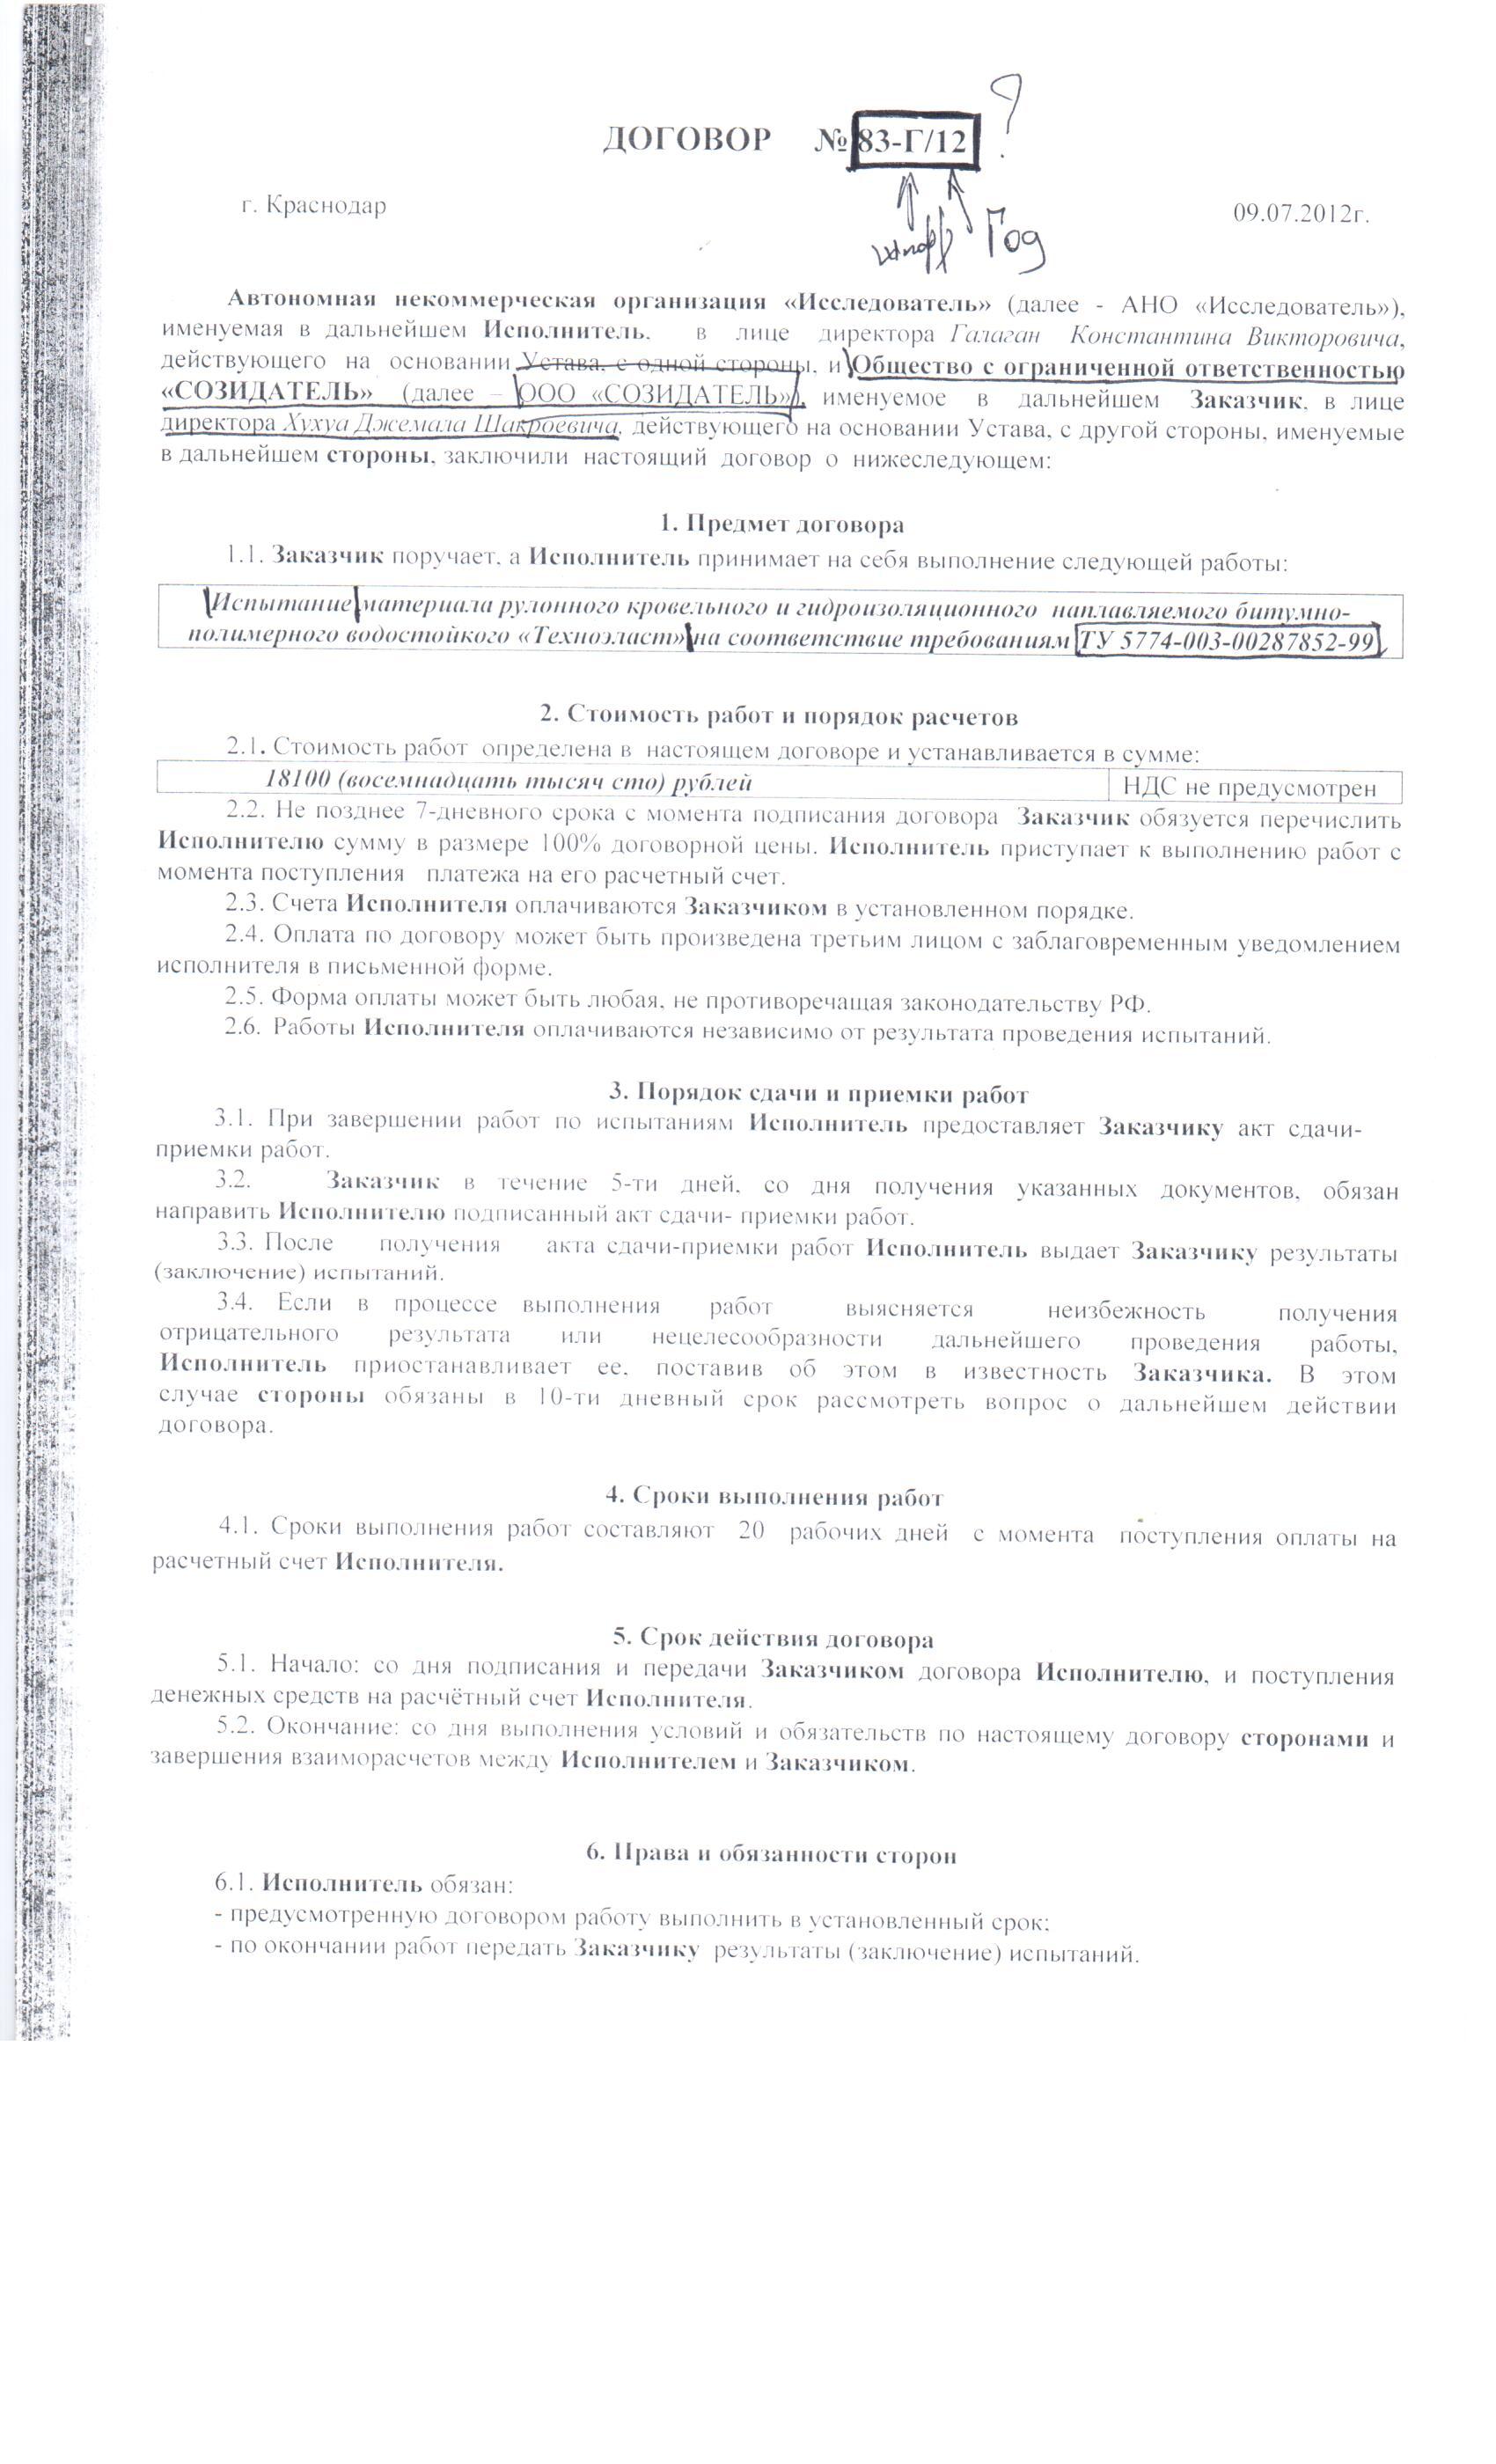 ?
ДОГОВОР № 83-Г/12
г. Краснодар 09.07.2012г.
шифр Год
Автономная некоммерческая организация «Исследователь» (далее - АНО «Исследователь»),
именуемая в дальнейшем Исполнитель, в лице директора Галаган Константина Викторовича,
действующего на основании Устава, с одной стороны, и Общество с ограниченной ответственностью
«СОЗИДАТЕЛЬ» (далее – ООО «СОЗИДАТЕЛЬ»), именуемое в дальнейшем Заказчик, в лице
директора Хухуа Джемала Шакроевича, действующего на основании Устава, с другой стороны, именуемые
в дальнейшем стороны, заключили настоящий договор о нижеследующем:
1. Предмет договора
1.1. Заказчик поручает, а Исполнитель принимает на себя выполнение следующей работы:
Испытание материала рулонного кровельного и гидроизоляционного наплавляемого битумно-
полимерного водостойкого «Техноэласт» на соответствие требованиям ТУ 5774-003-00287852-99
2. Стоимость работ и порядок расчетов
2.1. Стоимость работ определена в настоящем договоре и устанавливается в сумме:
18100 (восемнадцать тысяч сто) рублей НДС не предусмотрен
2.2. Не позднее 7-дневного срока с момента подписания договора Заказчик обязуется перечислить
Исполнителю сумму в размере 100% договорной цены. Исполнитель приступает к выполнению работ с
момента поступления платежа на его расчетный счет.
2.3. Счета Исполнителя оплачиваются Заказчиком в установленном порядке.
2.4. Оплата по договору может быть произведена третьим лицом с заблаговременным уведомлением
исполнителя в письменной форме.
2.5. Форма оплаты может быть любая, не противоречащая законодательству РФ.
2.6. Работы Исполнителя оплачиваются независимо от результата проведения испытаний.
3. Порядок сдачи и приемки работ
3.1. При завершении работ по испытаниям Исполнитель предоставляет Заказчику акт сдачи-
приемки работ.
3.2. Заказчик в течение 5-ти дней, со дня получения указанных документов, обязан
направить Исполнителю подписанный акт сдачи- приемки работ.
3.3. После получения акта сдачи-приемки работ Исполнитель выдает Заказчику результаты
(заключение) испытаний.
3.4. Если в процессе выполнения работ выясняется неизбежность получения
отрицательного результата или нецелесообразности дальнейшего проведения работы,
Исполнитель приостанавливает ее, поставив об этом в известность Заказчика. В этом
случае стороны обязаны в 10-ти дневный срок рассмотреть вопрос о дальнейшем действии
договора.
4. Сроки выполнения работ
4.1. Сроки выполнения работ составляют 20 рабочих дней с момента поступления оплаты на
расчетный счет Исполнителя.
5. Срок действия договора
5.1. Начало: со дня подписания и передачи Заказчиком договора Исполнителю, и поступления
денежных средств на расчётный счет Исполнителя.
5.2. Окончание: со дня выполнения условий и обязательств по настоящему договору сторонами и
завершения взаиморасчетов между Исполнителем и Заказчиком.
6. Права и обязанности сторон
6.1. Исполнитель обязан:
- предусмотренную договором работу выполнить в установленный срок;
- по окончании работ передать Заказчику результаты (заключение) испытаний.